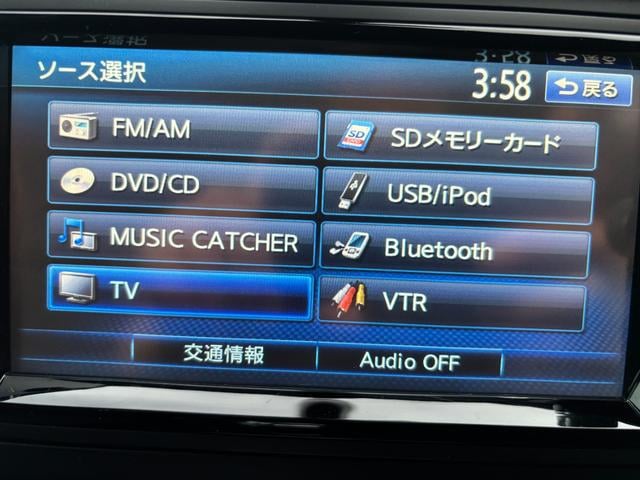 ソース選択
3:58
戻る
FM/AM
SDメモリーカード
DVD/CD
USB/iPod
MUSIC CATCHER
Bluetooth
TV
VTR
交通情報
Audio OFF